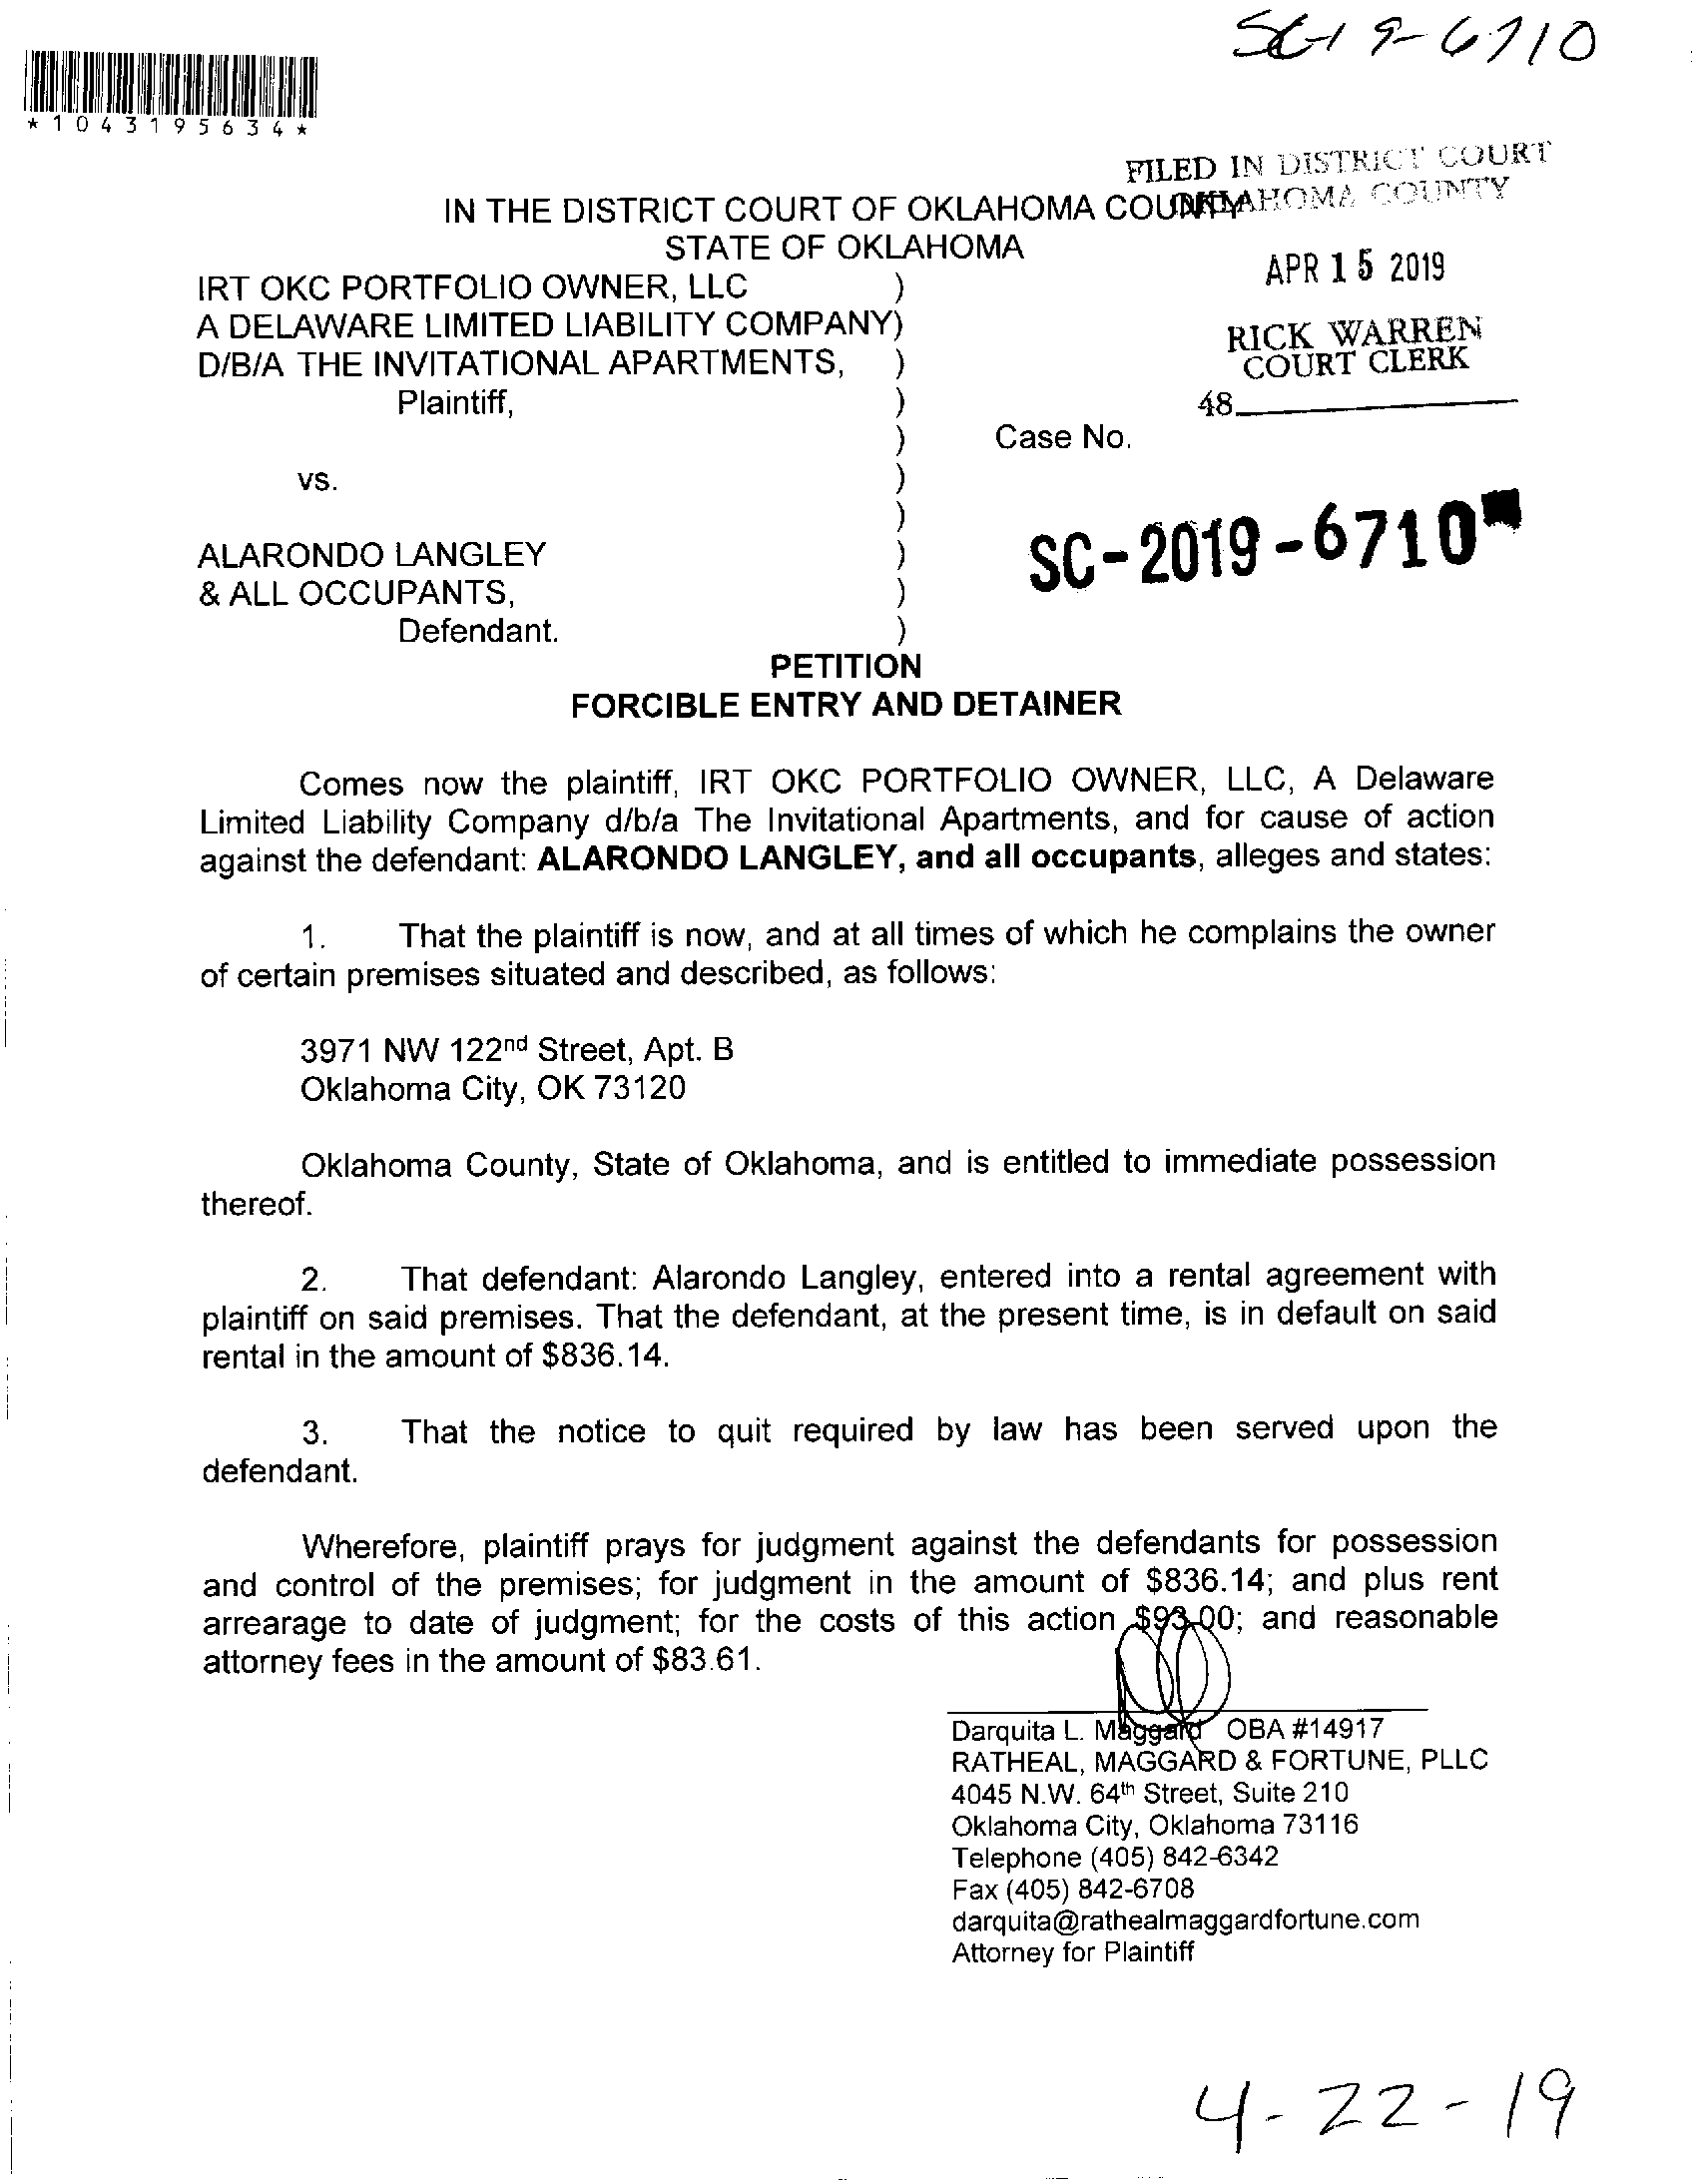 SC-19-6710
*1043195634*
FILED IN DISTRICT COURT
OKLAHOMA COUNTY
IN THE DISTRICT COURT OF OKLAHOMA COUNTY
STATE OF OKLAHOMA
APR 15 2019
IRT OKC PORTFOLIO OWNER, LLC )
A DELAWARE LIMITED LIABILITY COMPANY)
RICK WARREN
COURT CLERK
D/B/A THE INVITATIONAL APARTMENTS, )
Plaintiff, )
48
) Case No.
vs. )
)
SC-2019-6710
ALARONDO LANGLEY )
& ALL OCCUPANTS, )
Defendant. )
PETITION
FORCIBLE ENTRY AND DETAINER
Comes now the plaintiff, IRT OKC PORTFOLIO OWNER, LLC, A Delaware
Limited Liability Company d/b/a The Invitational Apartments, and for cause of action
against the defendant: ALARONDO LANGLEY, and all occupants, alleges and states:
1. That the plaintiff is now, and at all times of which he complains the owner
of certain premises situated and described, as follows:
3971 NW 122nd Street, Apt. B
Oklahoma City, OK 73120
Oklahoma County, State of Oklahoma, and is entitled to immediate possession
thereof.
2. That defendant: Alarondo Langley, entered into a rental agreement with
plaintiff on said premises. That the defendant, at the present time, is in default on said
rental in the amount of $836.14.
3. That the notice to quit required by law has been served upon the
defendant.
Wherefore, plaintiff prays for judgment against the defendants for possession
and control of the premises; for judgment in the amount of $836.14; and plus rent
arrearage to date of judgment; for the costs of this action $93.00; and reasonable
attorney fees in the amount of $83.61.
Darquita L. Maggard OBA #14917
RATHEAL, MAGGARD & FORTUNE, PLLC
4045 N.W. 64th Street, Suite 210
Oklahoma City, Oklahoma 73116
Telephone (405) 842-6342
Fax (405) 842-6708
darquita@rathealmaggardfortune.com
Attorney for Plaintiff
4-22-19